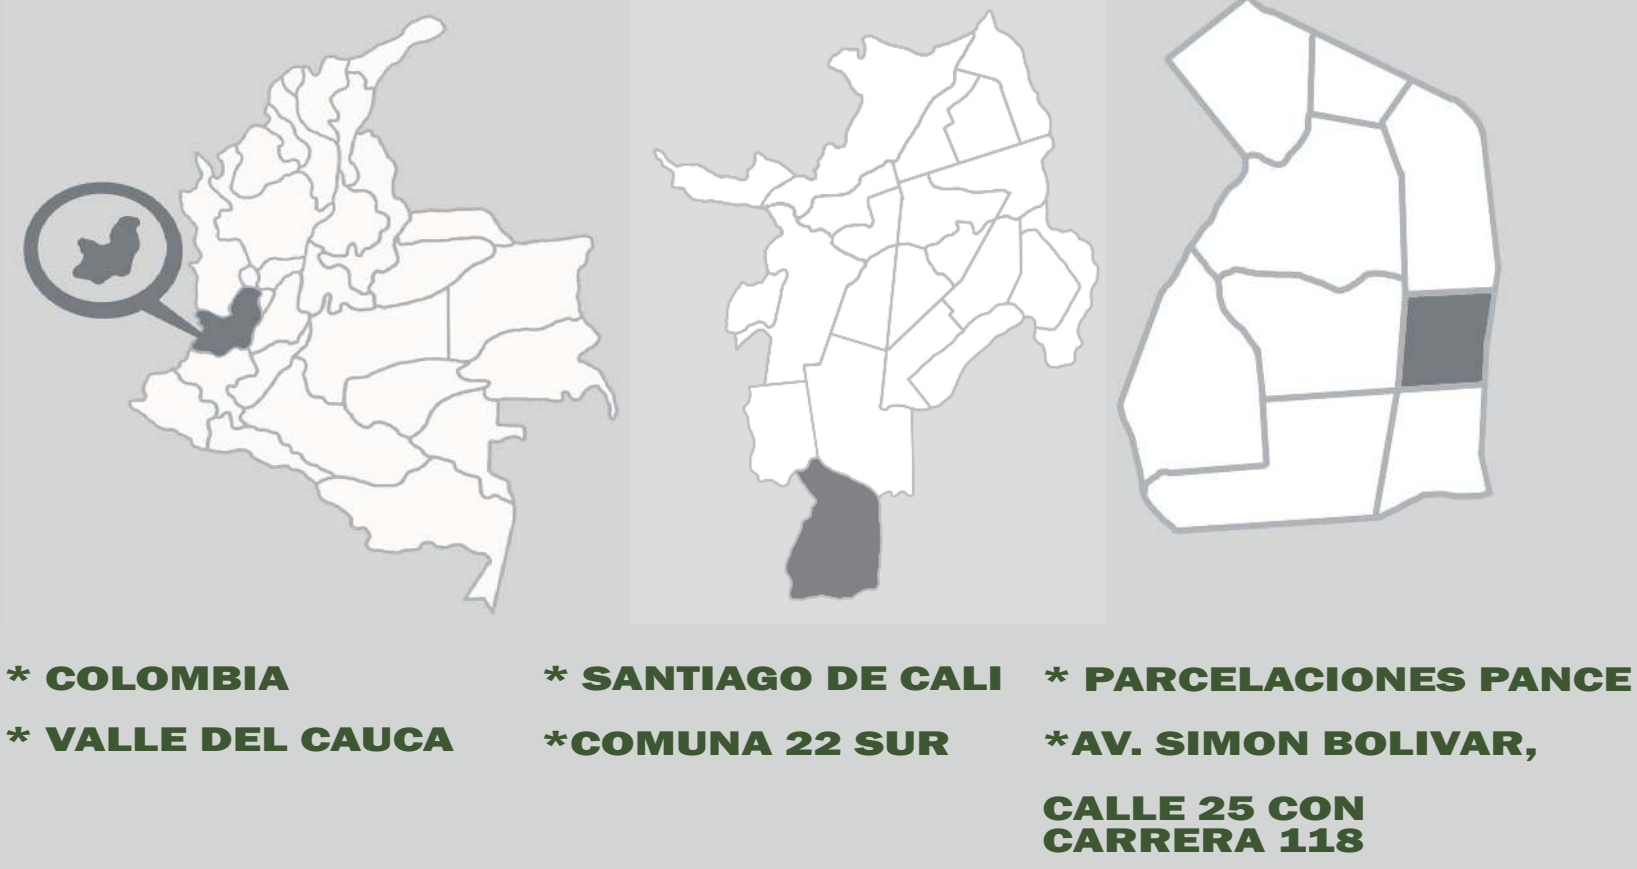 * COLOMBIA
* VALLE DEL CAUCA
* SANTIAGO DE CALI
*COMUNA 22 SUR
* PARCELACIONES PANCE
*AV. SIMON BOLIVAR,
CALLE 25 CON
CARRERA 118